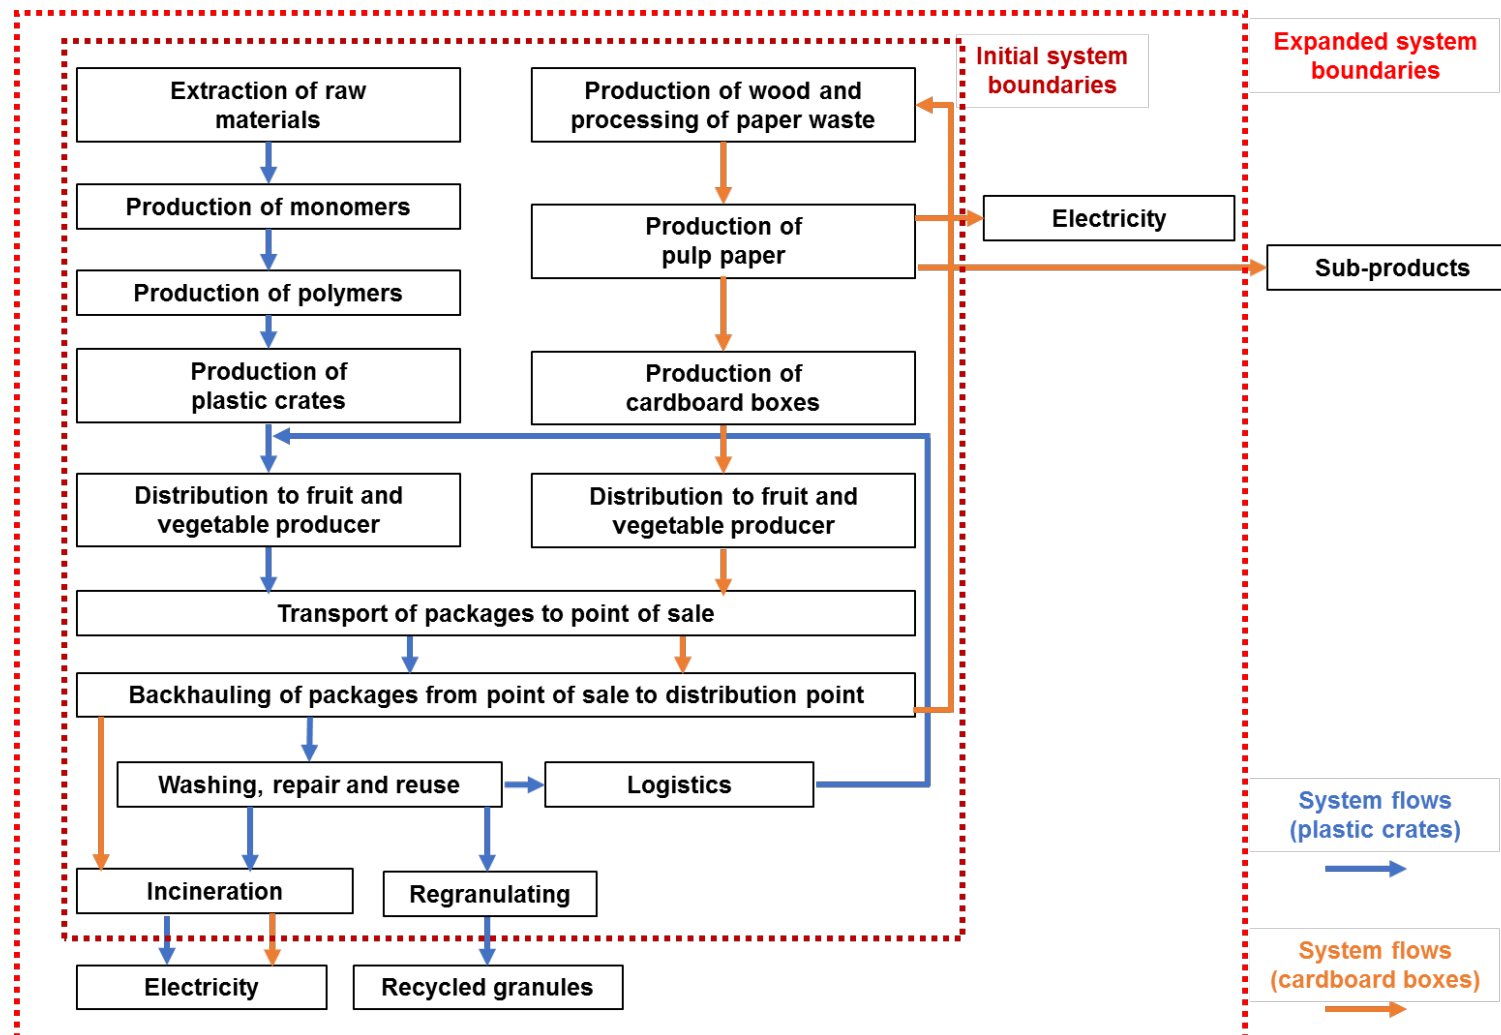 Extraction of raw
materials
Production of wood and
processing of paper waste
Initial system
boundaries
Expanded system
boundaries
Production of monomers
Production of
pulp paper
Electricity
Sub-products
Production of polymers
Production of
plastic crates
Production of
cardboard boxes
Distribution to fruit and
vegetable producer
Distribution to fruit and
vegetable producer
Transport of packages to point of sale
Backhauling of packages from point of sale to distribution point
Washing, repair and reuse
Logistics
System flows
(plastic crates)
Incineration
Regranulating
System flows
(cardboard boxes)
Electricity
Recycled granules